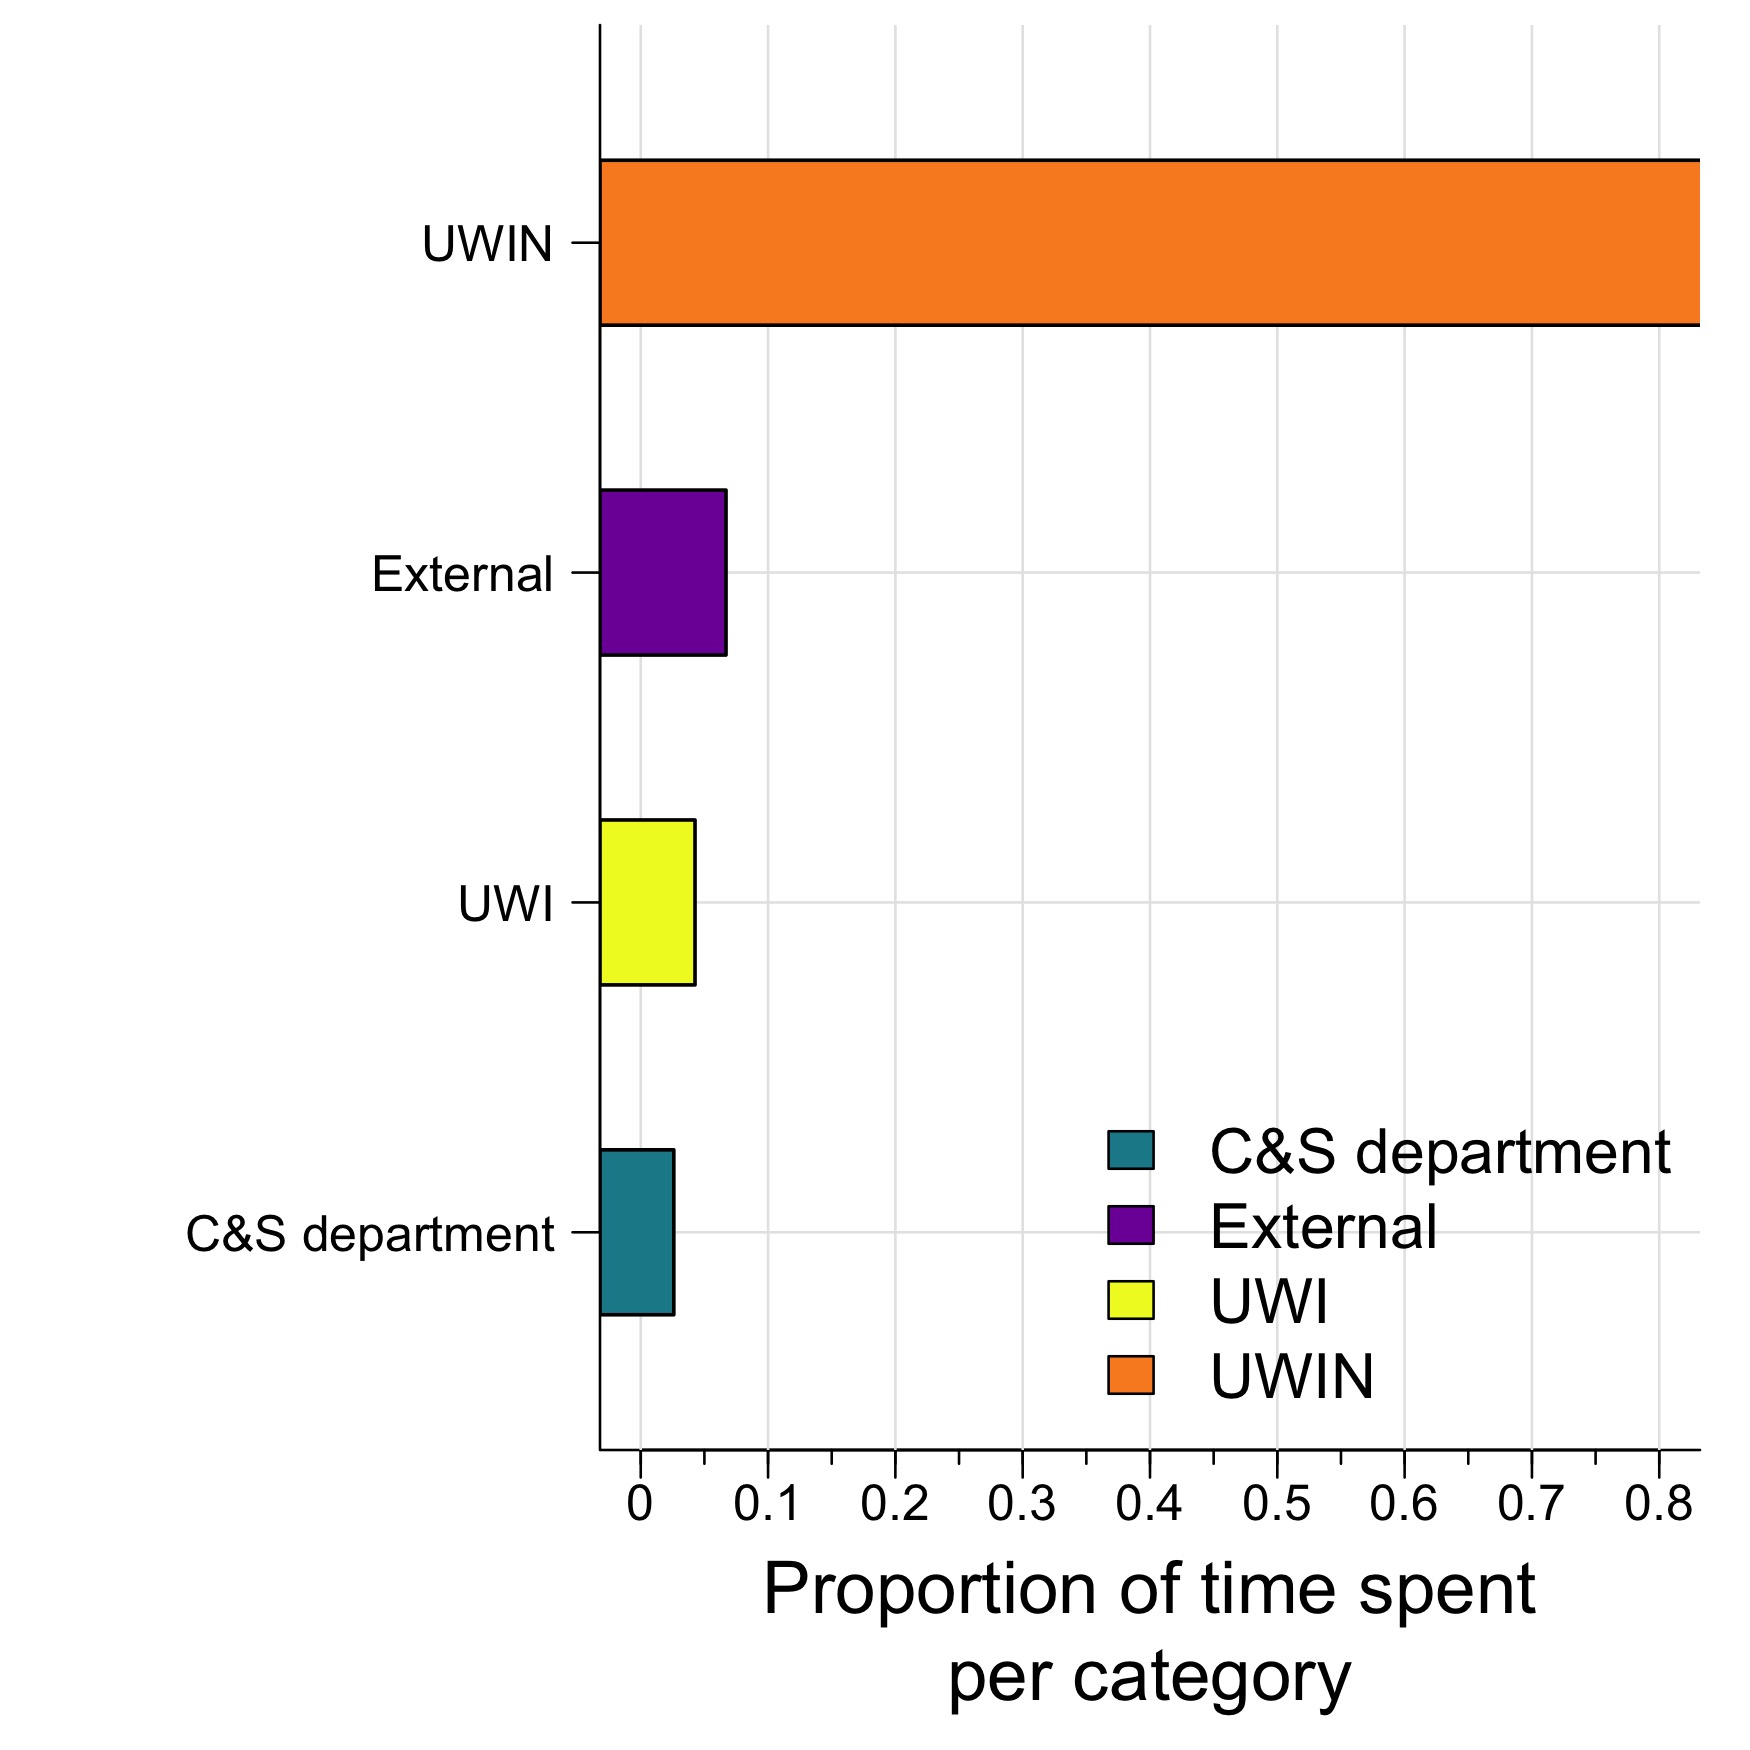 UWIN
External
UWI
C&S department
C&S department
External
UWI
UWIN
0 0.1 0.2 0.3 0.4 0.5 0.6 0.7 0.8
Proportion of time spent
per category